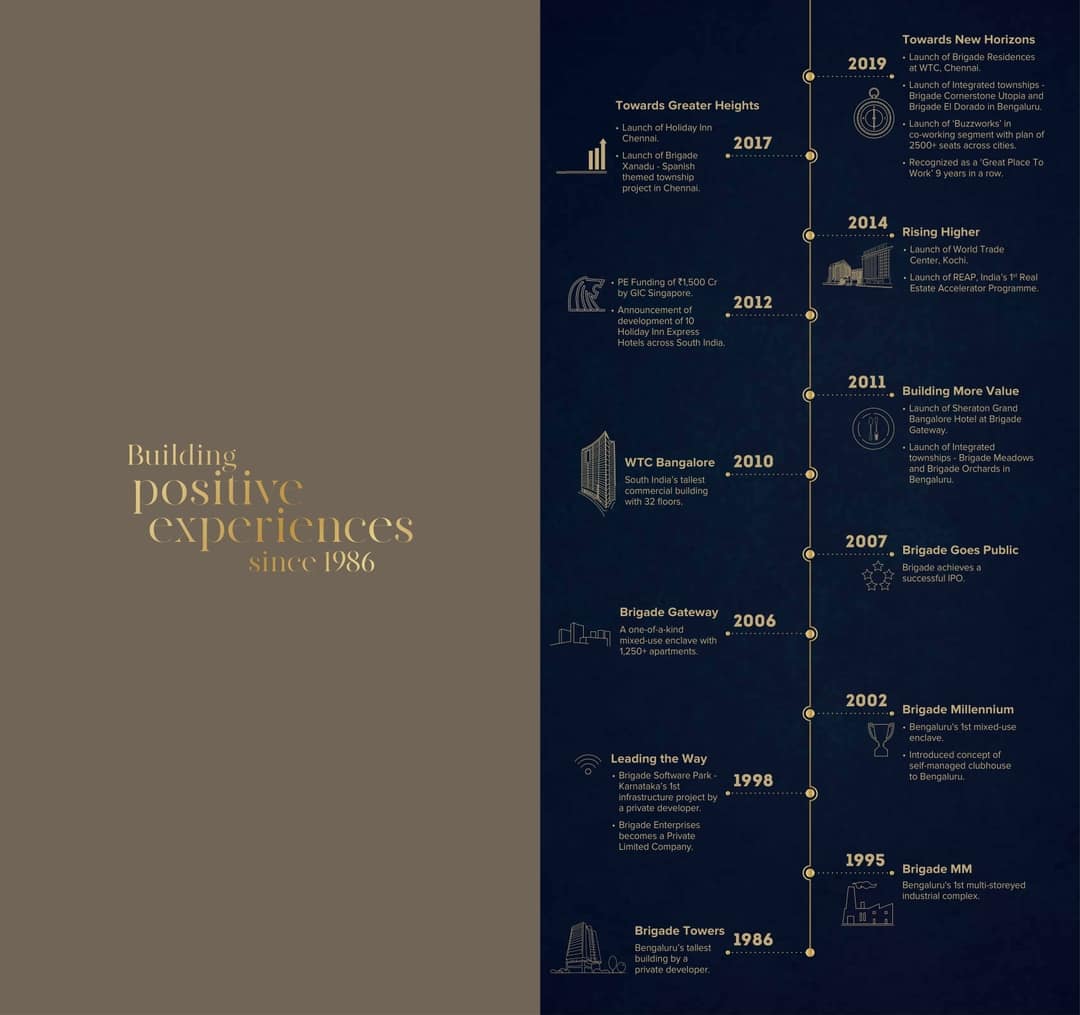 Building
positive
experiences
since 1986
Towards New Horizons
2019
• Launch of Brigade Residences
at WTC, Chennai.
• Launch of Integrated townships -
Brigade Cornerstone Utopia and
Brigade El Dorado in Bengaluru.
• Launch of ‘Buzzworks’ in
co-working segment with plan of
2500+ seats across cities.
• Recognized as a ‘Great Place To
Work’ 9 years in a row.
Towards Greater Heights
2017
• Launch of Holiday Inn
Chennai.
• Launch of Brigade
Xanadu - Spanish
themed township
project in Chennai.
2014
Rising Higher
• Launch of World Trade
Center, Kochi.
• Launch of REAP, India’s 1st Real
Estate Accelerator Programme.
2012
• PE Funding of ₹1,500 Cr
by GIC Singapore.
• Announcement of
development of 10
Holiday Inn Express
Hotels across South India.
2011
Building More Value
• Launch of Sheraton Grand
Bangalore Hotel at Brigade
Gateway.
• Launch of Integrated
townships - Brigade Meadows
and Brigade Orchards in
Bengaluru.
WTC Bangalore
2010
South India’s tallest
commercial building
with 32 floors.
2007
Brigade Goes Public
Brigade achieves a
successful IPO.
Brigade Gateway
2006
A one-of-a-kind
mixed-use enclave with
1,250+ apartments.
2002
Brigade Millennium
• Bengaluru’s 1st mixed-use
enclave.
• Introduced concept of
self-managed clubhouse
to Bengaluru.
Leading the Way
1998
• Brigade Software Park -
Karnataka’s 1st
infrastructure project by
a private developer.
• Brigade Enterprises
becomes a Private
Limited Company.
1995
Brigade MM
Bengaluru’s 1st multi-storeyed
industrial complex.
Brigade Towers
1986
Bengaluru’s tallest
building by a
private developer.